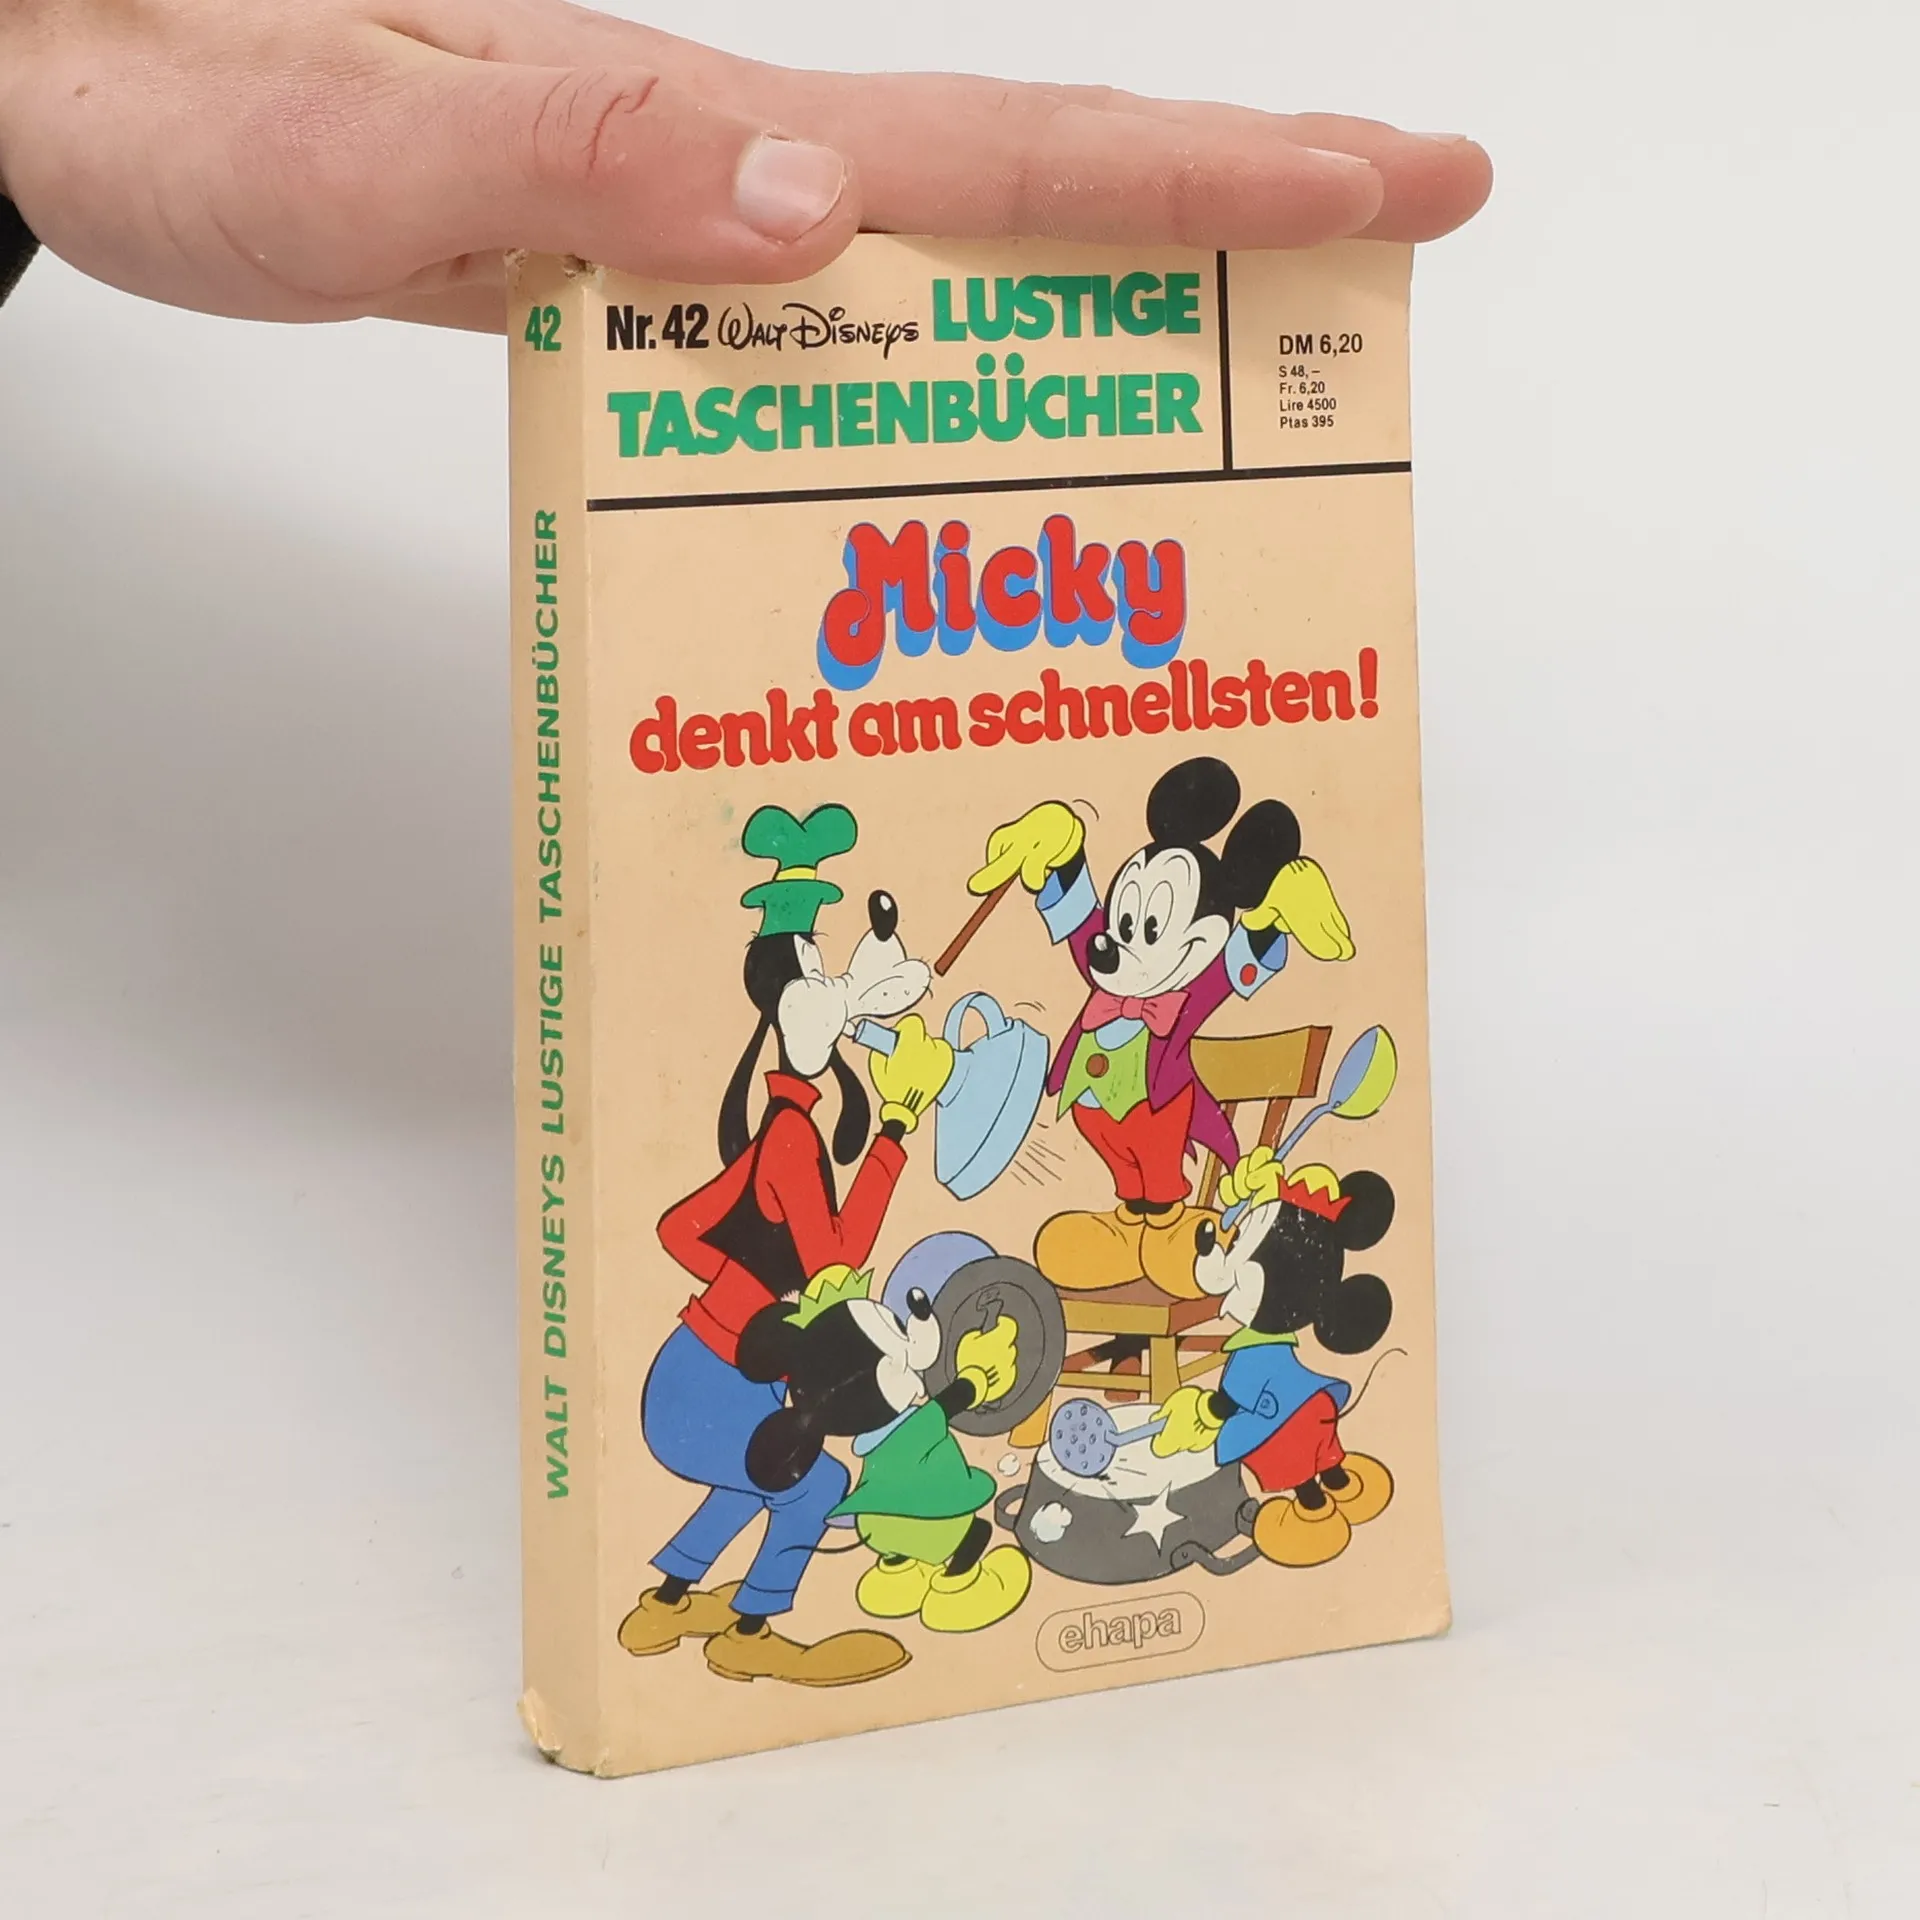 42
WALT DISNEYS LUSTIGE TASCHENBÜCHER
Nr. 42 WALT DISNEYS LUSTIGE
TASCHENBÜCHER
DM 6,20
S 48,–
Fr. 6,20
Lire 4500
Ptas 395
Micky
denkt am schnellsten!
ehapa